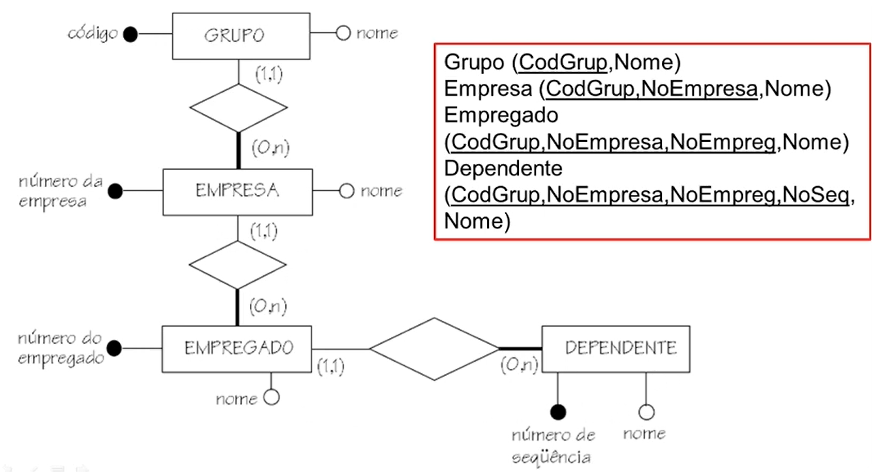 código
GRUPO
nome
(1,1)
(0,n)
número da
empresa
EMPRESA
nome
(1,1)
(0,n)
número do
empregado
EMPREGADO
(1,1)
(0,n)
DEPENDENTE
nome
número de
seqüência
nome
Grupo (CodGrup,Nome)
Empresa (CodGrup,NoEmpresa,Nome)
Empregado
(CodGrup,NoEmpresa,NoEmpreg,Nome)
Dependente
(CodGrup,NoEmpresa,NoEmpreg,NoSeq,
Nome)